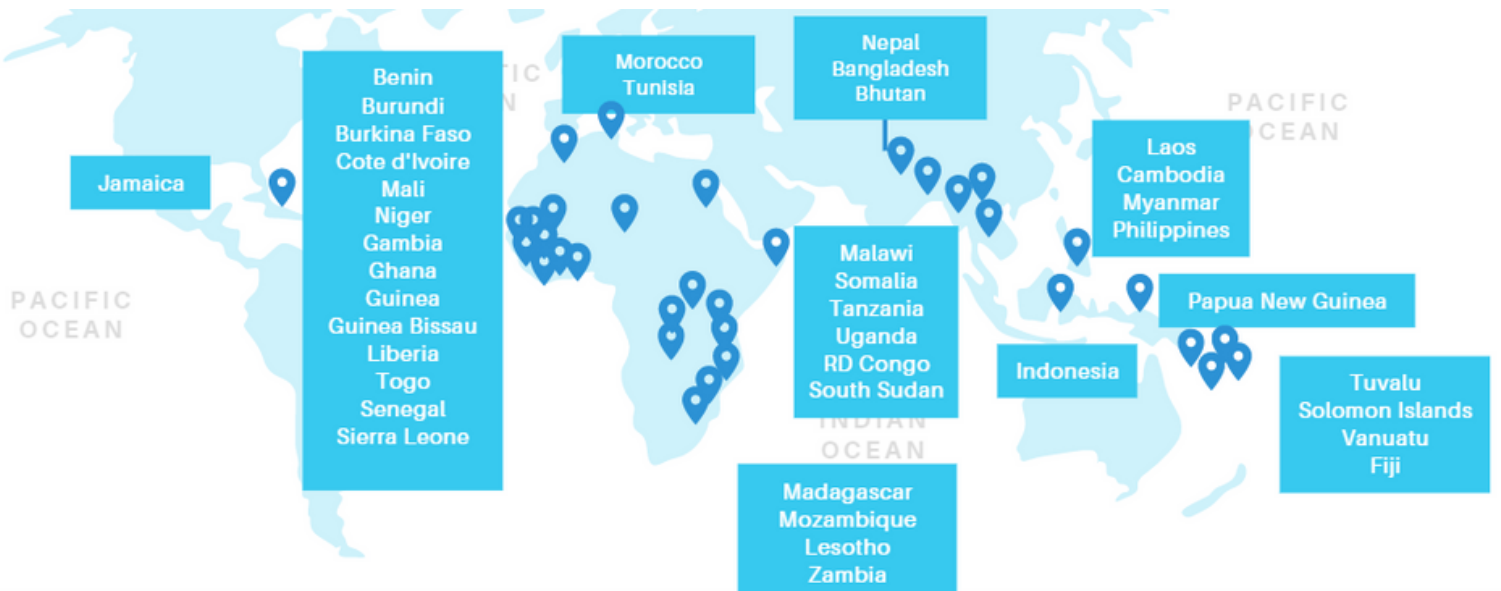 Jamaica
PACIFIC
OCEAN
Benin
Burundi
Burkina Faso
Cote d'Ivoire
Mali
Niger
Gambia
Ghana
Guinea
Guinea Bissau
Liberia
Togo
Senegal
Sierra Leone
TIC
N
Morocco
Tunisia
Nepal
Bangladesh
Bhutan
PACIFIC
OCEAN
Laos
Cambodia
Myanmar
Philippines
Malawi
Somalia
Tanzania
Uganda
RD Congo
South Sudan
INDIAN
OCEAN
Papua New Guinea
Indonesia
Tuvalu
Solomon Islands
Vanuatu
Fiji
Madagascar
Mozambique
Lesotho
Zambia